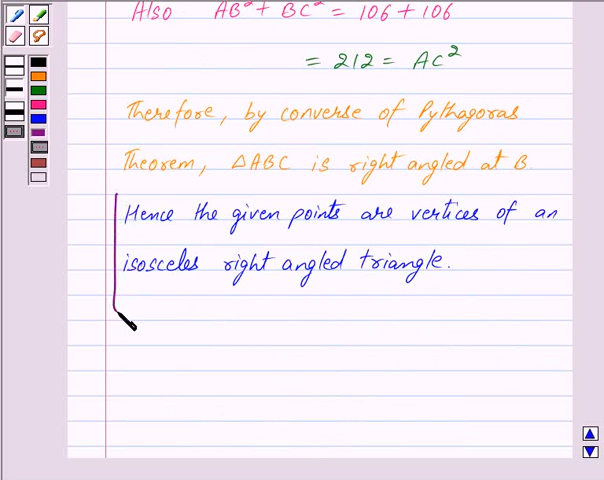 Also AB² + BC² = 106 + 106
= 212 = AC²
Therefore, by converse of Pythagoras
Theorem, △ABC is right angled at B
Hence the given points are vertices of an
isosceles right angled triangle.